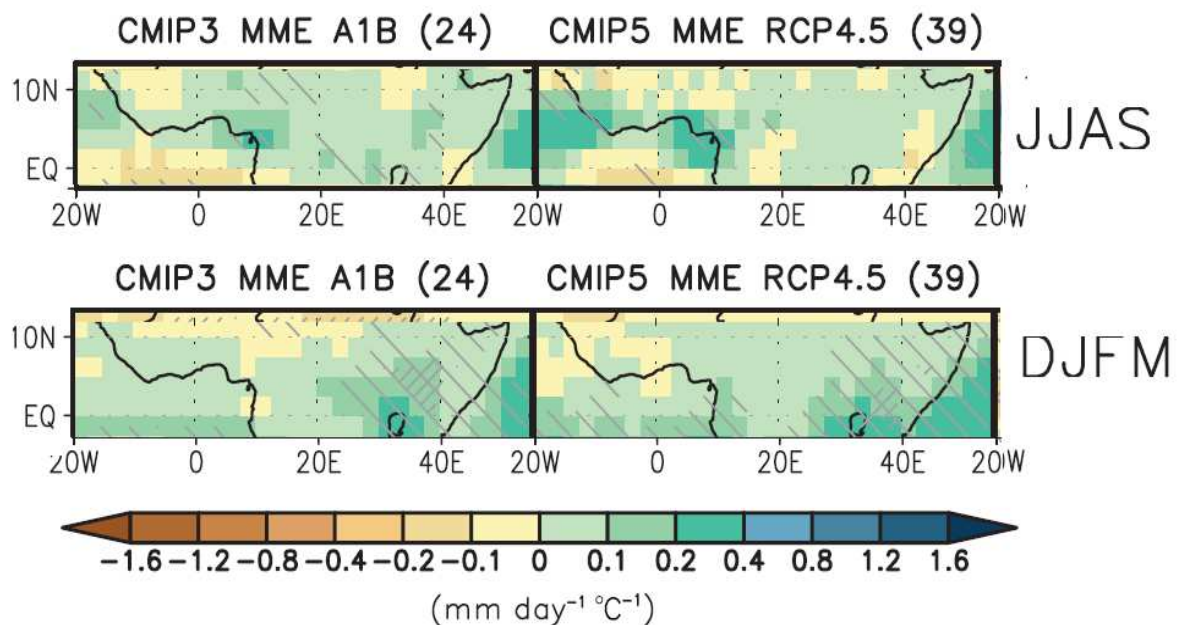 CMIP3 MME A1B (24) CMIP5 MME RCP4.5 (39)
10N
EQ
JJAS
20W 0 20E 40E 20W 0 20E 40E 20W
CMIP3 MME A1B (24) CMIP5 MME RCP4.5 (39)
10N
EQ
DJFM
20W 0 20E 40E 20W 0 20E 40E 20W
-1.6 -1.2 -0.8 -0.4 -0.2 -0.1 0 0.1 0.2 0.4 0.8 1.2 1.6
(mm day⁻¹ °C⁻¹)